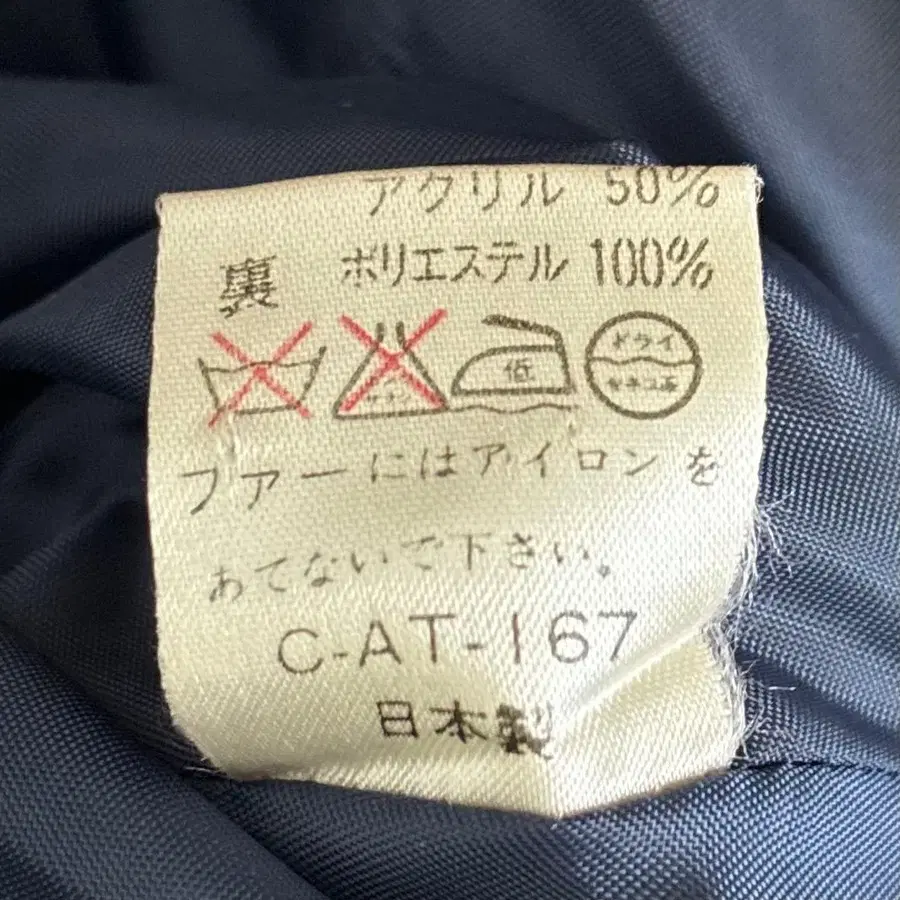 アクリル 50%
裏 ポリエステル 100%
低 ドライ
セキユ系
ファーにはアイロンを
あてないで下さい。
C-AT-167
日本製